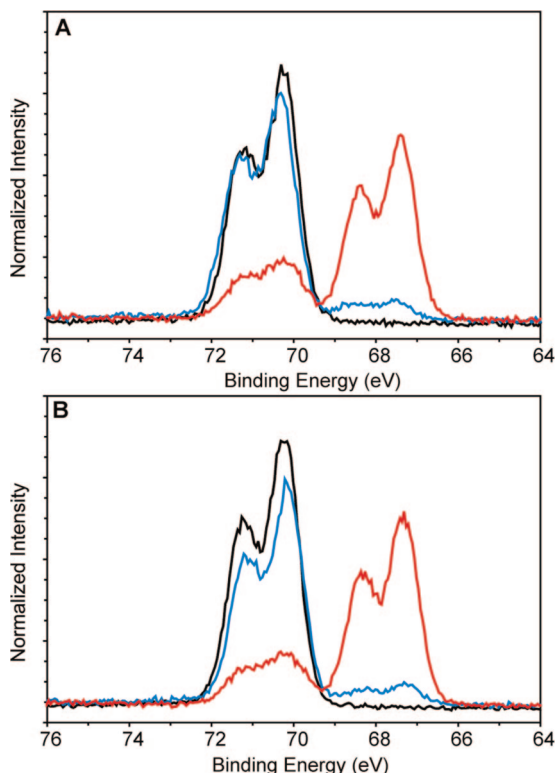 A
Normalized Intensity
76 74 72 70 68 66 64
Binding Energy (eV)
B
Normalized Intensity
76 74 72 70 68 66 64
Binding Energy (eV)